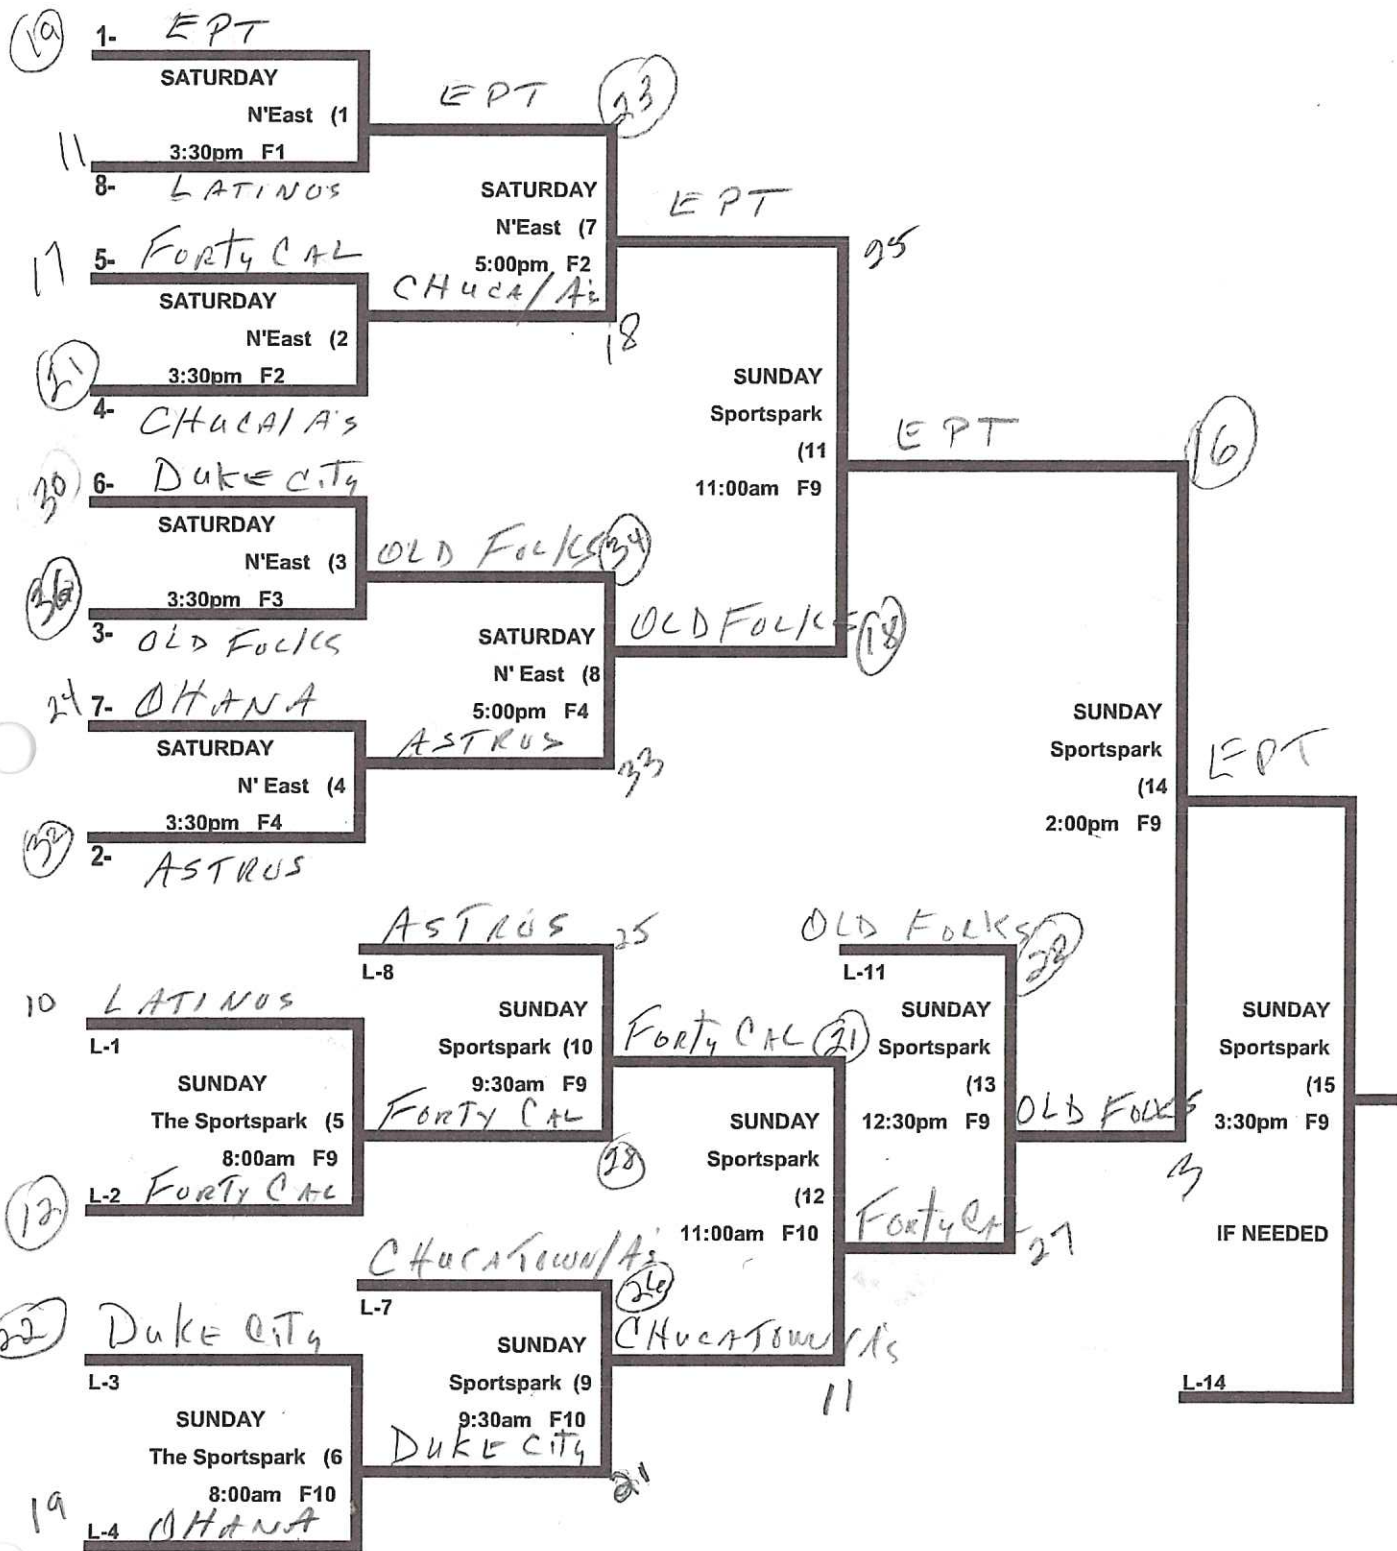 19 1- EPT
SATURDAY
N'East (1
3:30pm F1
11
8- LATINOS
EPT 23
17 5- Forty CAL
SATURDAY
N'East (2
3:30pm F2
21
4- CHUCA/A's
CHUCA/A's
18
SATURDAY
N'East (7
5:00pm F2
EPT
25
30 6- DUKE CITY
SATURDAY
N'East (3
3:30pm F3
36
3- OLD FOLKS
OLD FOLKS 34
24 7- OHANA
SATURDAY
N' East (4
3:30pm F4
32
2- ASTROS
ASTROS
33
SATURDAY
N' East (8
5:00pm F4
OLD FOLKS 18
SUNDAY
Sportspark
(11
11:00am F9
EPT 16
ASTROS 25
L-8
10 LATINOS
L-1
SUNDAY
The Sportspark (5
8:00am F9
12
L-2 FORTY CAL
SUNDAY
Sportspark (10
9:30am F9
FORTY CAL
28
Forty CAL 21
CHUCATOWN/A's
L-7
26
22 DUKE CITY
L-3
SUNDAY
The Sportspark (6
8:00am F10
19
L-4 OHANA
SUNDAY
Sportspark (9
9:30am F10
DUKE CITY
21
CHUCATOWN/A's
11
SUNDAY
Sportspark
(12
11:00am F10
OLD FOLKS
L-11
SUNDAY
Sportspark
(13
12:30pm F9
Forty CAL
27
OLD FOLKS
3
SUNDAY
Sportspark
(14
2:00pm F9
EPT
SUNDAY
Sportspark
(15
3:30pm F9
IF NEEDED
L-14